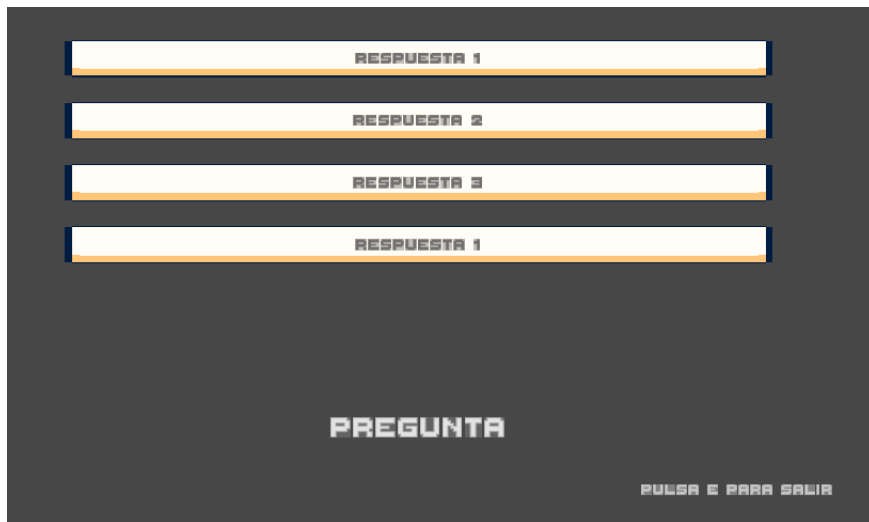 RESPUESTA 1
RESPUESTA 2
RESPUESTA 3
RESPUESTA 1
PREGUNTA
PULSA E PARA SALIR